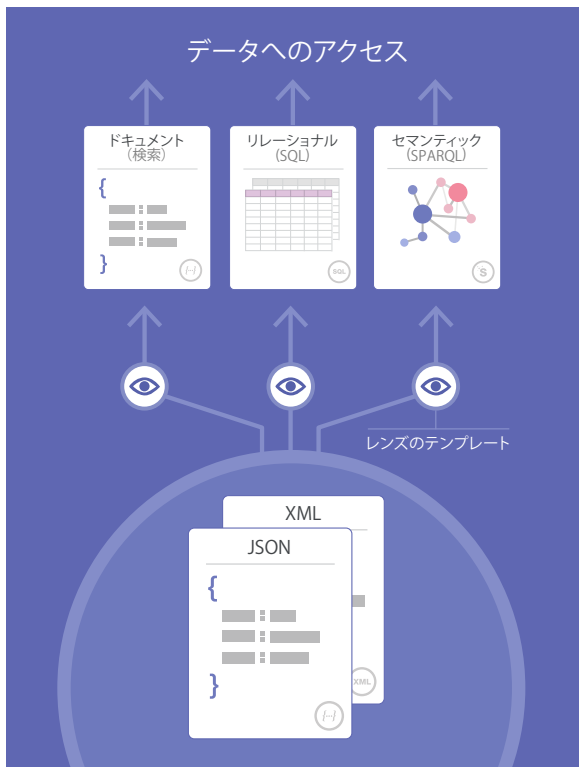 データへのアクセス
ドキュメント
（検索）
{
}
{··}
リレーショナル
（SQL）
SQL
セマンティック
（SPARQL）
S
レンズのテンプレート
XML
XML
JSON
{
}
{··}